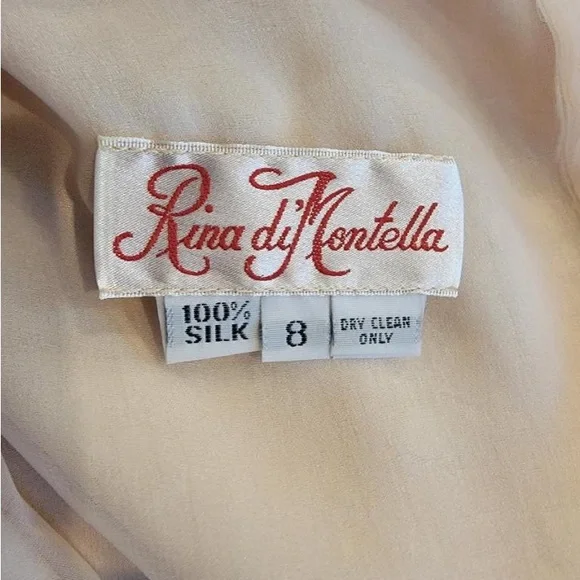 Rina di Montella
100%
SILK
8
DRY CLEAN
ONLY